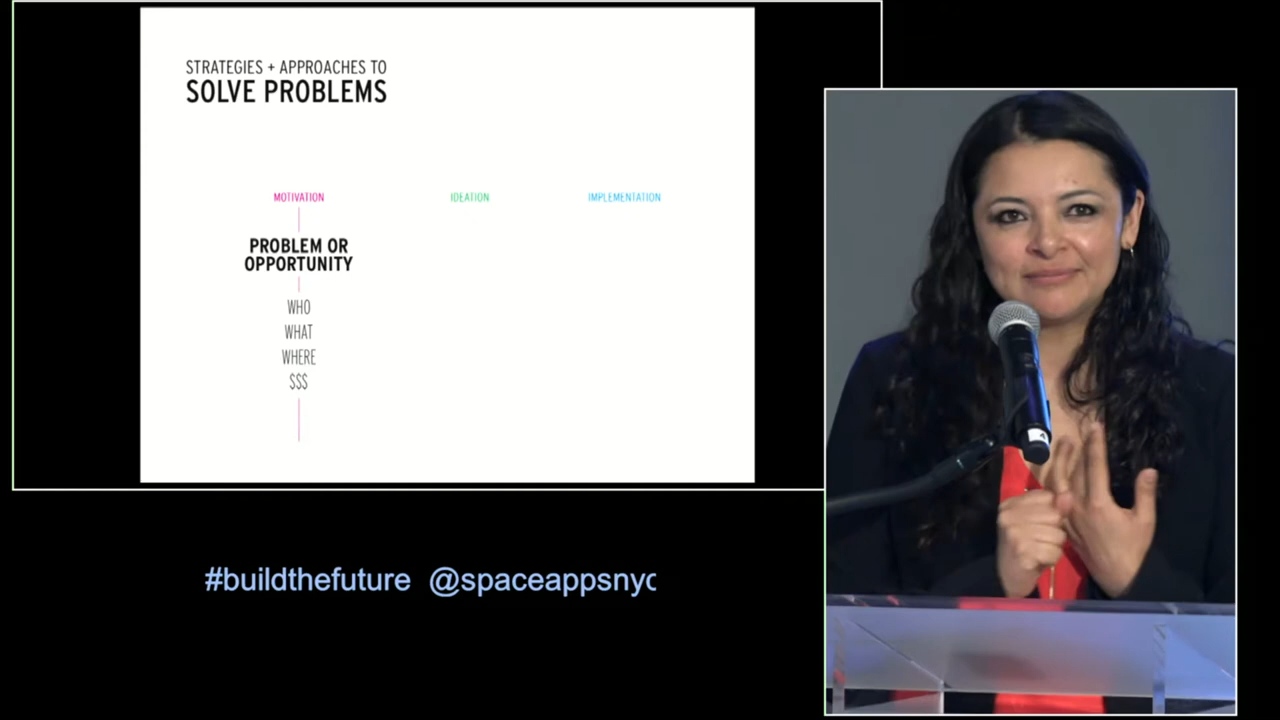 STRATEGIES + APPROACHES TO
SOLVE PROBLEMS
MOTIVATION
IDEATION
IMPLEMENTATION
PROBLEM OR
OPPORTUNITY
WHO
WHAT
WHERE
$$$
#buildthefuture @spaceappsnyc